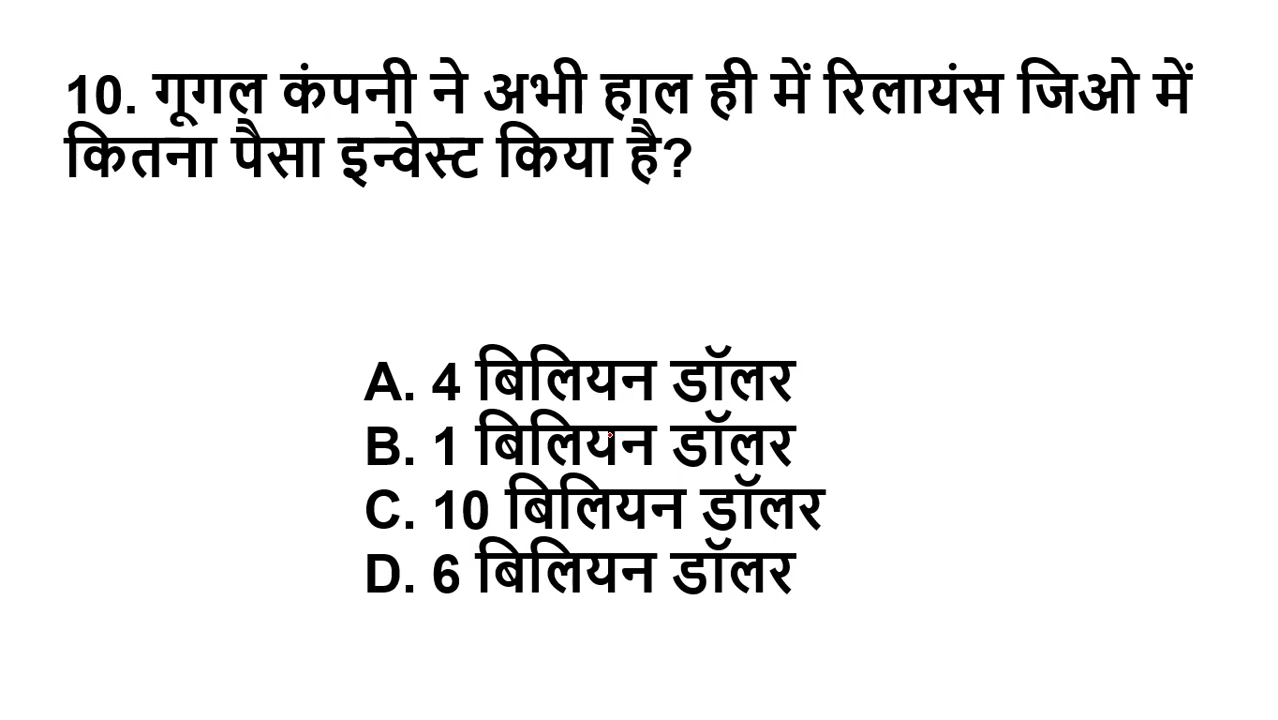 10. गूगल कंपनी ने अभी हाल ही में रिलायंस जिओ में
कितना पैसा इन्वेस्ट किया है?
A. 4 बिलियन डॉलर
B. 1 बिलियन डॉलर
C. 10 बिलियन डॉलर
D. 6 बिलियन डॉलर